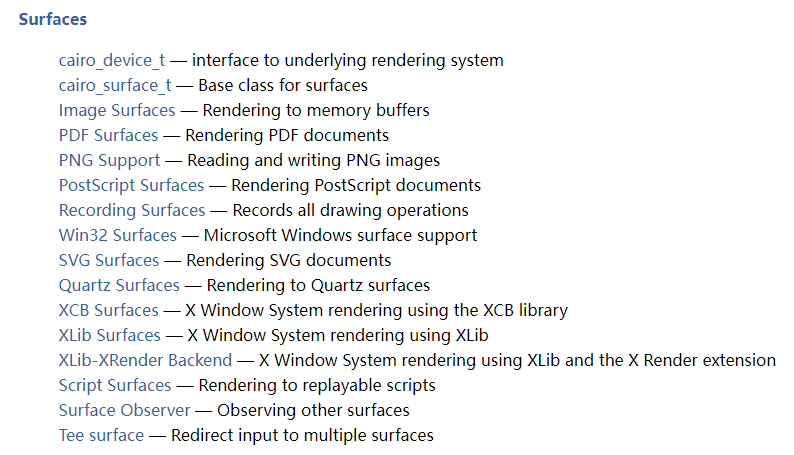 Surfaces
cairo_device_t — interface to underlying rendering system
cairo_surface_t — Base class for surfaces
Image Surfaces — Rendering to memory buffers
PDF Surfaces — Rendering PDF documents
PNG Support — Reading and writing PNG images
PostScript Surfaces — Rendering PostScript documents
Recording Surfaces — Records all drawing operations
Win32 Surfaces — Microsoft Windows surface support
SVG Surfaces — Rendering SVG documents
Quartz Surfaces — Rendering to Quartz surfaces
XCB Surfaces — X Window System rendering using the XCB library
XLib Surfaces — X Window System rendering using XLib
XLib-XRender Backend — X Window System rendering using XLib and the X Render extension
Script Surfaces — Rendering to replayable scripts
Surface Observer — Observing other surfaces
Tee surface — Redirect input to multiple surfaces